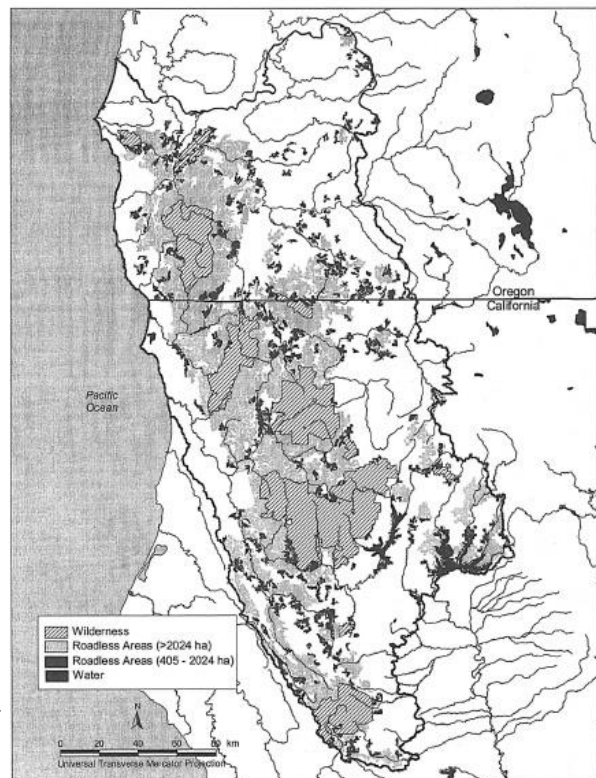 Oregon
California
Pacific
Ocean
Wilderness
Roadless Areas (>2024 ha)
Roadless Areas (405 - 2024 ha)
Water
N
0 20 40 60 80 km
Universal Transverse Mercator Projection